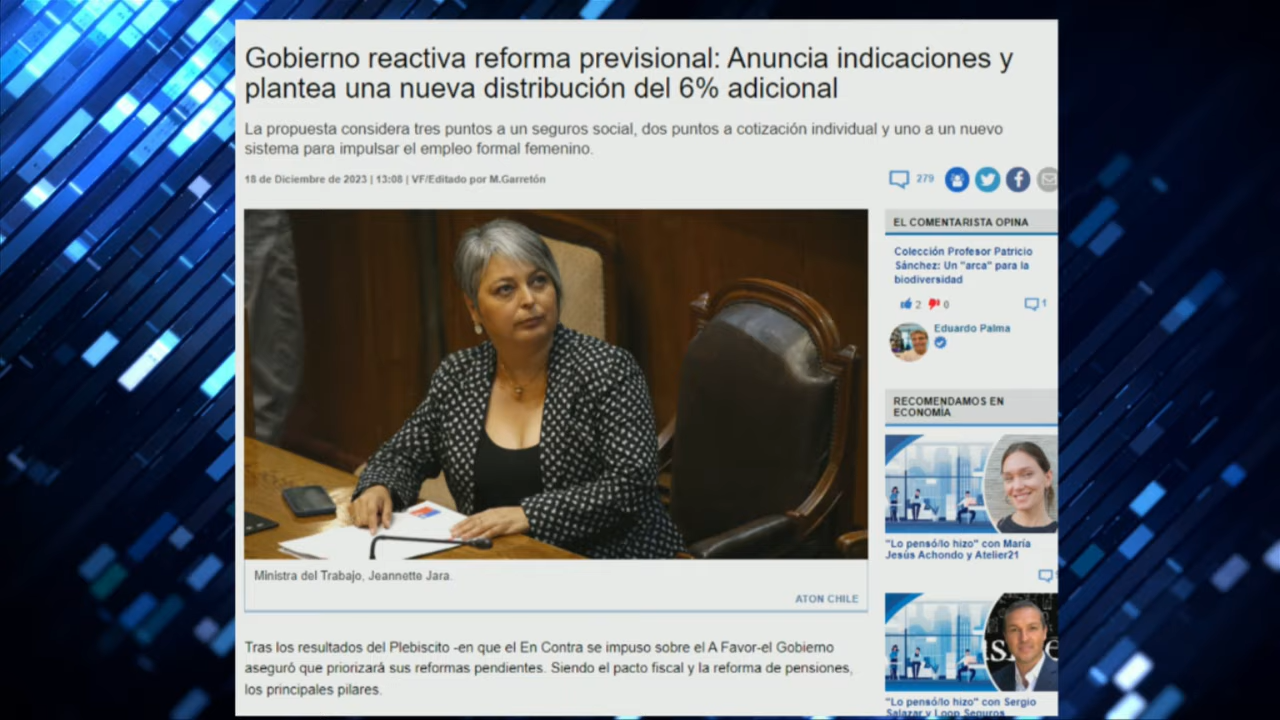 Gobierno reactiva reforma previsional: Anuncia indicaciones y
plantea una nueva distribución del 6% adicional
La propuesta considera tres puntos a un seguros social, dos puntos a cotización individual y uno a un nuevo
sistema para impulsar el empleo formal femenino.
18 de Diciembre de 2023 | 13:08 | VF/Editado por M.Garretón
279
Ministra del Trabajo, Jeannette Jara.
ATON CHILE
Tras los resultados del Plebiscito -en que el En Contra se impuso sobre el A Favor-el Gobierno
aseguró que priorizará sus reformas pendientes. Siendo el pacto fiscal y la reforma de pensiones,
los principales pilares.
EL COMENTARISTA OPINA
Colección Profesor Patricio
Sánchez: Un "arca" para la
biodiversidad
2 0 1
Eduardo Palma
RECOMENDAMOS EN
ECONOMÍA
"Lo pensó/lo hizo" con María
Jesús Achondo y Atelier21
"Lo pensó/lo hizo" con Sergio
Salazar y Loop Seguros